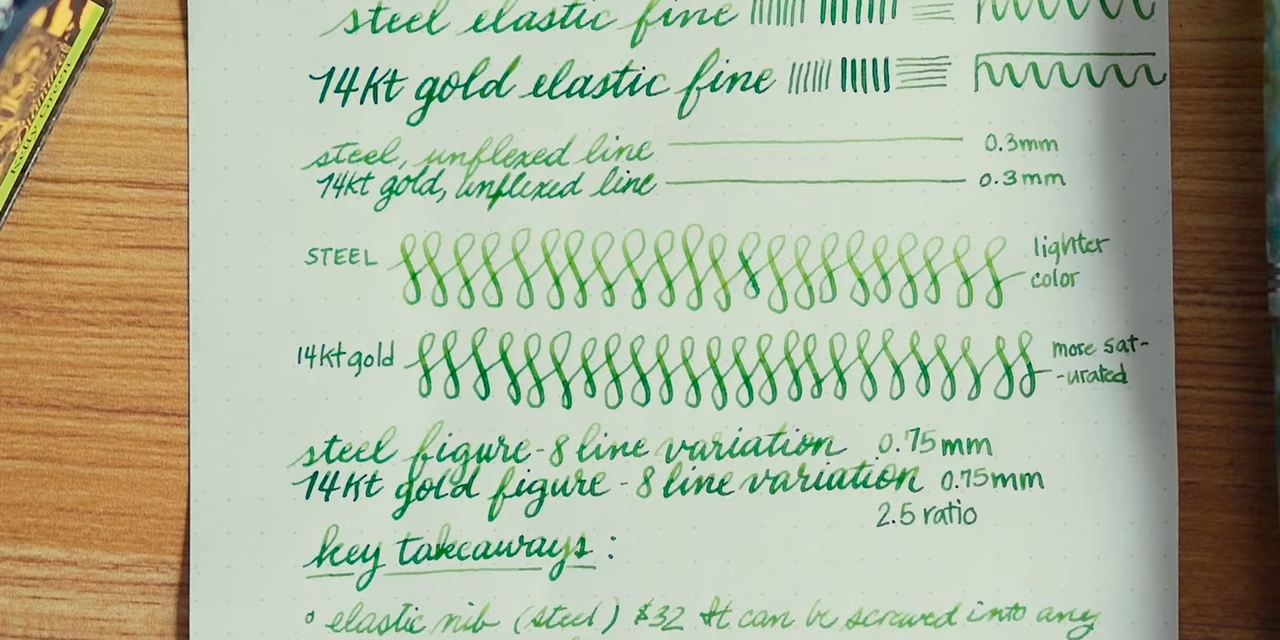 steel elastic fine
14kt gold elastic fine
steel, unflexed line 0.3mm
14kt gold, unflexed line 0.3mm
STEEL lighter
color
14kt gold more sat-
-urated
steel figure-8 line variation 0.75mm
14kt gold figure-8 line variation 0.75mm
2.5 ratio
key takeaways:
° elastic nib (steel) $32 It can be screwed into any